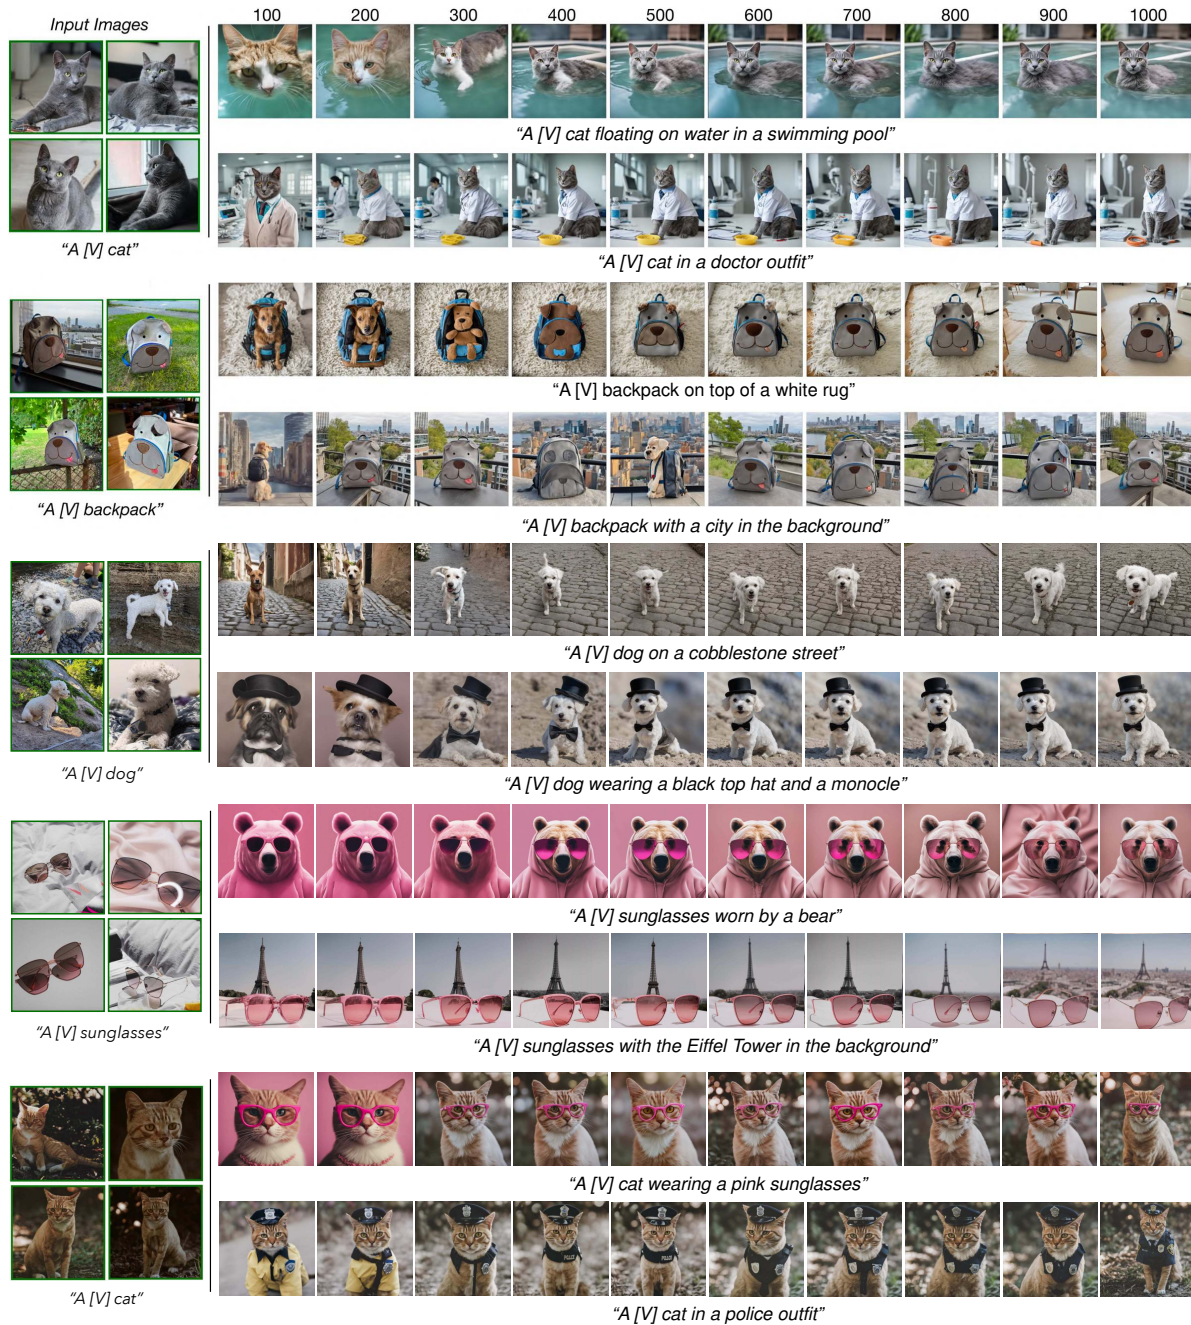 Input Images
100 200 300 400 500 600 700 800 900 1000
“A [V] cat floating on water in a swimming pool”
“A [V] cat”
“A [V] cat in a doctor outfit”
“A [V] backpack on top of a white rug”
“A [V] backpack”
“A [V] backpack with a city in the background”
“A [V] dog on a cobblestone street”
“A [V] dog”
“A [V] dog wearing a black top hat and a monocle”
“A [V] sunglasses worn by a bear”
“A [V] sunglasses”
“A [V] sunglasses with the Eiffel Tower in the background”
“A [V] cat wearing a pink sunglasses”
“A [V] cat”
“A [V] cat in a police outfit”